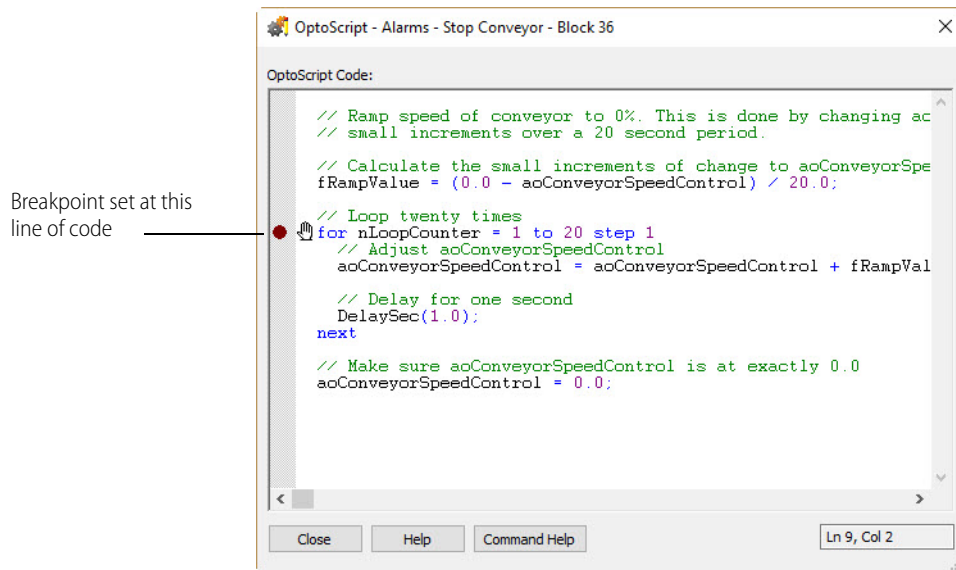 OptoScript - Alarms - Stop Conveyor - Block 36
OptoScript Code:
// Ramp speed of conveyor to 0%. This is done by changing ac
// small increments over a 20 second period.
// Calculate the small increments of change to aoConveyorSpe
fRampValue = (0.0 - aoConveyorSpeedControl) / 20.0;
Breakpoint set at this
line of code
// Loop twenty times
for nLoopCounter = 1 to 20 step 1
// Adjust aoConveyorSpeedControl
aoConveyorSpeedControl = aoConveyorSpeedControl + fRampVal
// Delay for one second
DelaySec(1.0);
next
// Make sure aoConveyorSpeedControl is at exactly 0.0
aoConveyorSpeedControl = 0.0;
Close Help Command Help Ln 9, Col 2